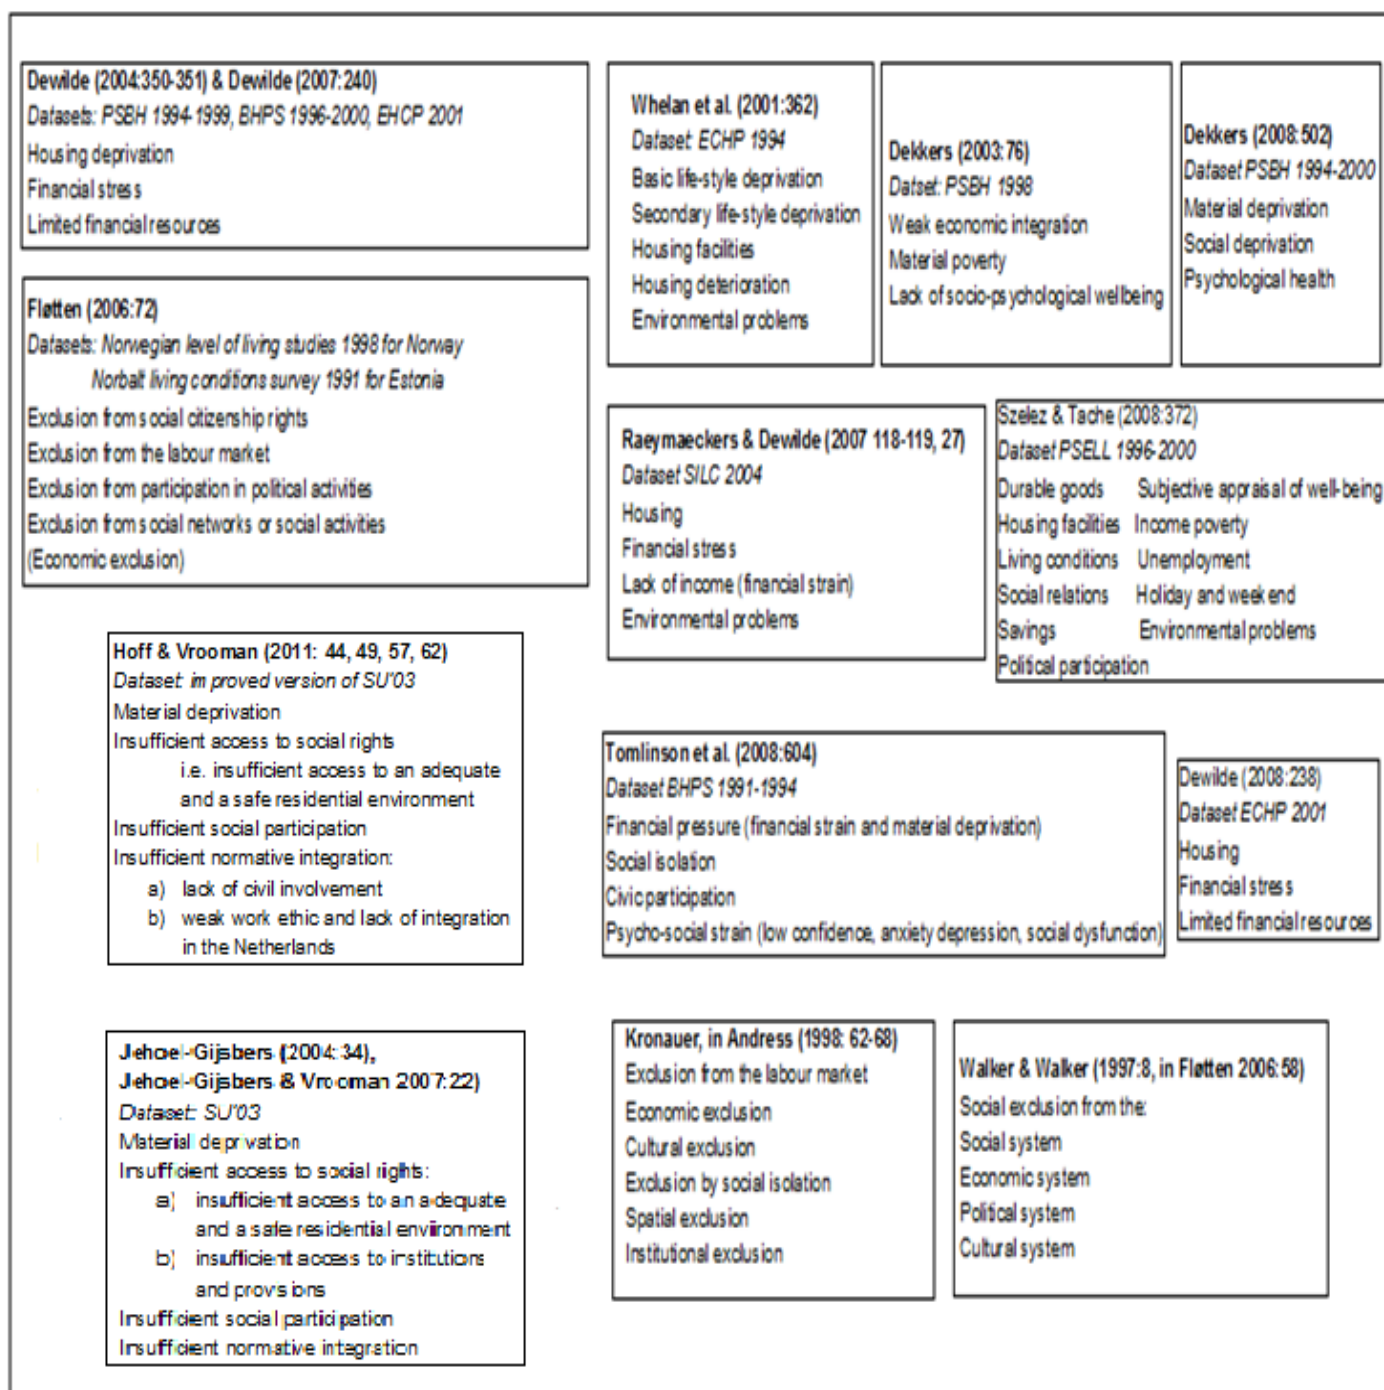 Dewilde (2004:350-351) & Dewilde (2007:240)
Datasets: PSBH 1994-1999, BHPS 1996-2000, EHCP 2001
Housing deprivation
Financial stress
Limited financial resources
Whelan et al. (2001:362)
Dataset: ECHP 1994
Basic life-style deprivation
Secondary life-style deprivation
Housing facilities
Housing deterioration
Environmental problems
Dekkers (2003:76)
Datset: PSBH 1998
Weak economic integration
Material poverty
Lack of socio-psychological wellbeing
Dekkers (2008:502)
Dataset PSBH 1994-2000
Material deprivation
Social deprivation
Psychological health
Fløtten (2006:72)
Datasets: Norwegian level of living studies 1998 for Norway
Norbalt living conditions survey 1991 for Estonia
Exclusion from social citizenship rights
Exclusion from the labour market
Exclusion from participation in political activities
Exclusion from social networks or social activities
(Economic exclusion)
Raeymaeckers & Dewilde (2007 118-119, 27)
Dataset SILC 2004
Housing
Financial stress
Lack of income (financial strain)
Environmental problems
Szelez & Tache (2008:372)
Dataset PSELL 1996-2000
Durable goods Subjective appraisal of well-being
Housing facilities Income poverty
Living conditions Unemployment
Social relations Holiday and week end
Savings Environmental problems
Political participation
Hoff & Vrooman (2011: 44, 49, 57, 62)
Dataset: improved version of SU'03
Material deprivation
Insufficient access to social rights
i.e. insufficient access to an adequate
and a safe residential environment
Insufficient social participation
Insufficient normative integration:
a) lack of civil involvement
b) weak work ethic and lack of integration
in the Netherlands
Tomlinson et al. (2008:604)
Dataset BHPS 1991-1994
Financial pressure (financial strain and material deprivation)
Social isolation
Civic participation
Psycho-social strain (low confidence, anxiety depression, social dysfunction)
Dewilde (2008:238)
Dataset ECHP 2001
Housing
Financial stress
Limited financial resources
Jehoel-Gijsbers (2004:34),
Jehoel-Gijsbers & Vrooman 2007:22)
Dataset: SU'03
Material deprivation
Insufficient access to social rights:
a) insufficient access to an adequate
and a safe residential environment
b) insufficient access to institutions
and provisions
Insufficient social participation
Insufficient normative integration
Kronauer, in Andress (1998: 62-68)
Exclusion from the labour market
Economic exclusion
Cultural exclusion
Exclusion by social isolation
Spatial exclusion
Institutional exclusion
Walker & Walker (1997:8, in Fløtten 2006:58)
Social exclusion from the:
Social system
Economic system
Political system
Cultural system